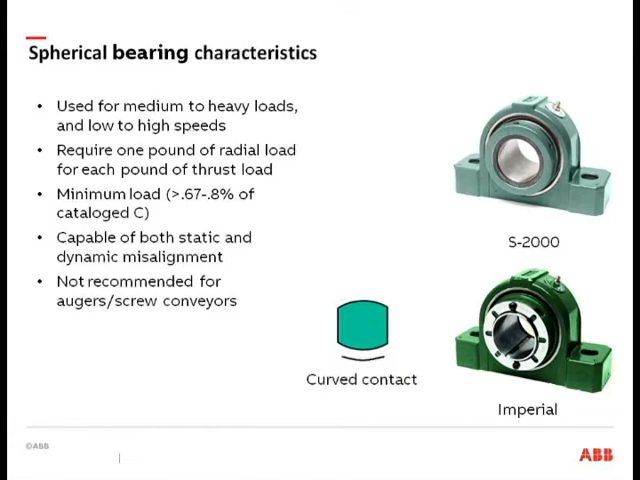 Spherical bearing characteristics
• Used for medium to heavy loads,
and low to high speeds
• Require one pound of radial load
for each pound of thrust load
• Minimum load (>.67-.8% of
cataloged C)
• Capable of both static and
dynamic misalignment
• Not recommended for
augers/screw conveyors
S-2000
Curved contact
Imperial
©ABB
|
ABB